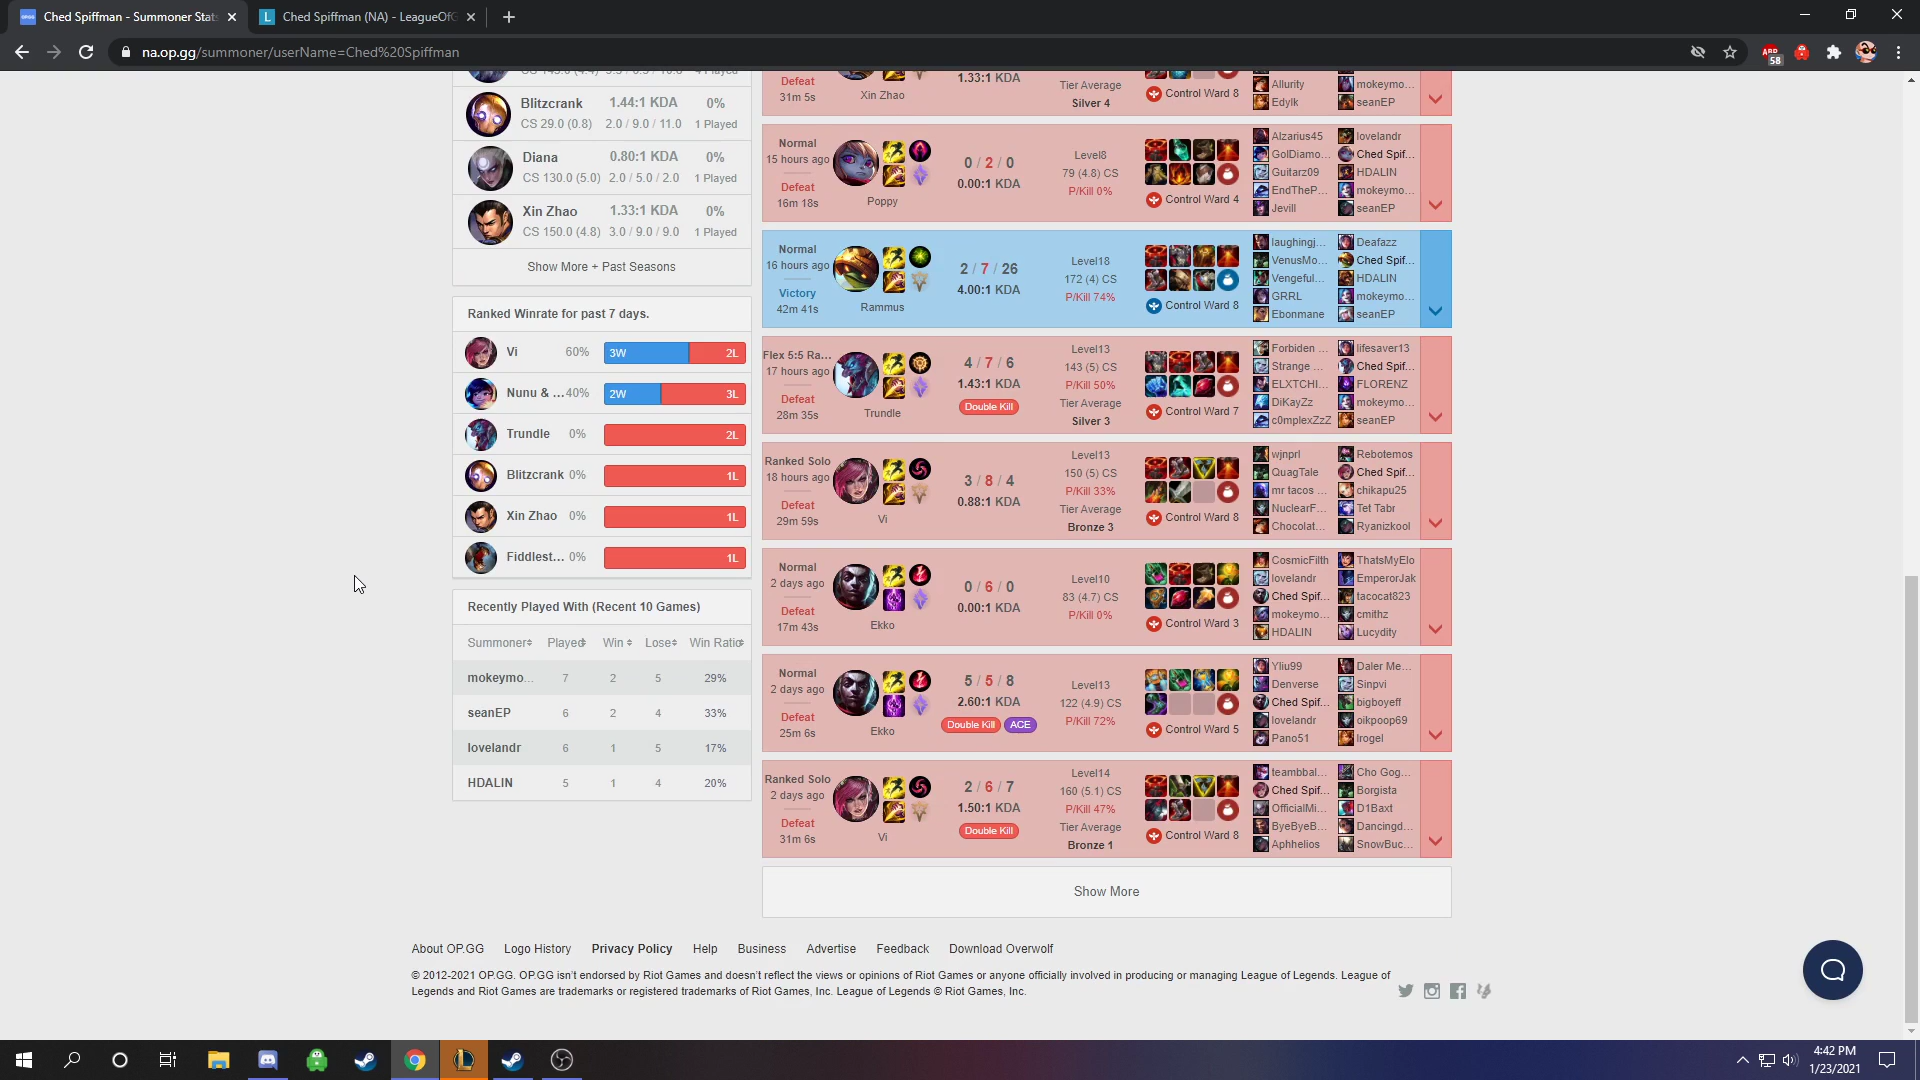 Ched Spiffman - Summoner Stats
Ched Spiffman (NA) - LeagueOfG
na.op.gg/summoner/userName=Ched%20Spiffman
58
Blitzcrank 1.44:1 KDA 0%
CS 29.0 (0.8) 2.0 / 9.0 / 11.0 1 Played
Diana 0.80:1 KDA 0%
CS 130.0 (5.0) 2.0 / 5.0 / 2.0 1 Played
Xin Zhao 1.33:1 KDA 0%
CS 150.0 (4.8) 3.0 / 9.0 / 9.0 1 Played
Show More + Past Seasons
Ranked Winrate for past 7 days.
Vi 60% 3W 2L
Nunu & ... 40% 2W 3L
Trundle 0% 2L
Blitzcrank 0% 1L
Xin Zhao 0% 1L
Fiddlest... 0% 1L
Recently Played With (Recent 10 Games)
Summoner Played Win Lose Win Ratio
mokeymo... 7 2 5 29%
seanEP 6 2 4 33%
lovelandr 6 1 5 17%
HDALIN 5 1 4 20%
Defeat
31m 5s
Xin Zhao
1.33:1 KDA
Tier Average
Silver 4
Control Ward 8
Allurity mokeymo...
Edylk seanEP
Normal
15 hours ago
Defeat
16m 18s
Poppy
0 / 2 / 0
0.00:1 KDA
Level8
79 (4.8) CS
P/Kill 0%
Control Ward 4
Alzarius45 lovelandr
GolDiamo... Ched Spif...
Guitarz09 HDALIN
EndTheP... mokeymo...
Jevill seanEP
Normal
16 hours ago
Victory
42m 41s
Rammus
2 / 7 / 26
4.00:1 KDA
Level18
172 (4) CS
P/Kill 74%
Control Ward 8
laughingj... Deafazz
VenusMo... Ched Spif...
Vengeful... HDALIN
GRRL mokeymo...
Ebonmane seanEP
Flex 5:5 Ra...
17 hours ago
Defeat
28m 35s
Trundle
4 / 7 / 6
1.43:1 KDA
Double Kill
Level13
143 (5) CS
P/Kill 50%
Tier Average
Silver 3
Control Ward 7
Forbiden ... lifesaver13
Strange ... Ched Spif...
ELXTCHI... FLORENZ
DiKayZz mokeymo...
c0mplexZzZ seanEP
Ranked Solo
18 hours ago
Defeat
29m 59s
Vi
3 / 8 / 4
0.88:1 KDA
Level13
150 (5) CS
P/Kill 33%
Tier Average
Bronze 3
Control Ward 8
wjnprl Rebotemos
QuagTale Ched Spif...
mr tacos ... chikapu25
NuclearF... Tet Tabr
Chocolat... Ryanizkool
Normal
2 days ago
Defeat
17m 43s
Ekko
0 / 6 / 0
0.00:1 KDA
Level10
83 (4.7) CS
P/Kill 0%
Control Ward 3
CosmicFilth ThatsMyElo
lovelandr EmperorJak
Ched Spif... tacocat823
mokeymo... cmithz
HDALIN Lucydity
Normal
2 days ago
Defeat
25m 6s
Ekko
5 / 5 / 8
2.60:1 KDA
Double Kill ACE
Level13
122 (4.9) CS
P/Kill 72%
Control Ward 5
Yliu99 Daler Me...
Denverse Sinpvi
Ched Spif... bigboyeff
lovelandr oikpoop69
Pano51 Irogel
Ranked Solo
2 days ago
Defeat
31m 6s
Vi
2 / 6 / 7
1.50:1 KDA
Double Kill
Level14
160 (5.1) CS
P/Kill 47%
Tier Average
Bronze 1
Control Ward 8
teambbal... Cho Gog...
Ched Spif... Borgista
OfficialMi... D1Baxt
ByeByeB... Dancingd...
Aphhelios SnowBuc...
Show More
About OP.GG Logo History Privacy Policy Help Business Advertise Feedback Download Overwolf
© 2012-2021 OP.GG. OP.GG isn't endorsed by Riot Games and doesn't reflect the views or opinions of Riot Games or anyone officially involved in producing or managing League of Legends. League of
Legends and Riot Games are trademarks or registered trademarks of Riot Games, Inc. League of Legends © Riot Games, Inc.
4:42 PM
1/23/2021